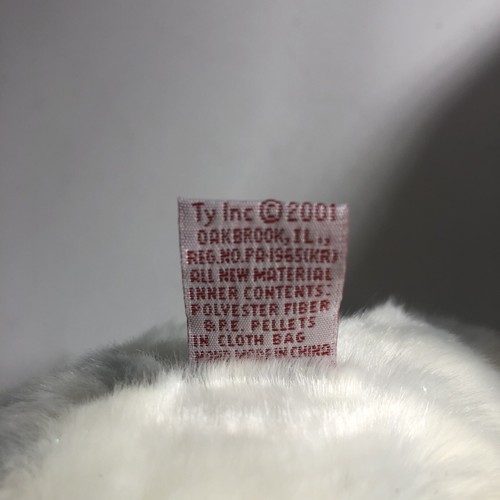 Ty Inc © 2001
OAKBROOK, IL.,
REG.NO.PA-1965(KR)
ALL NEW MATERIAL
INNER CONTENTS:
POLYESTER FIBER
& P.E. PELLETS
IN CLOTH BAG
HAND MADE IN CHINA